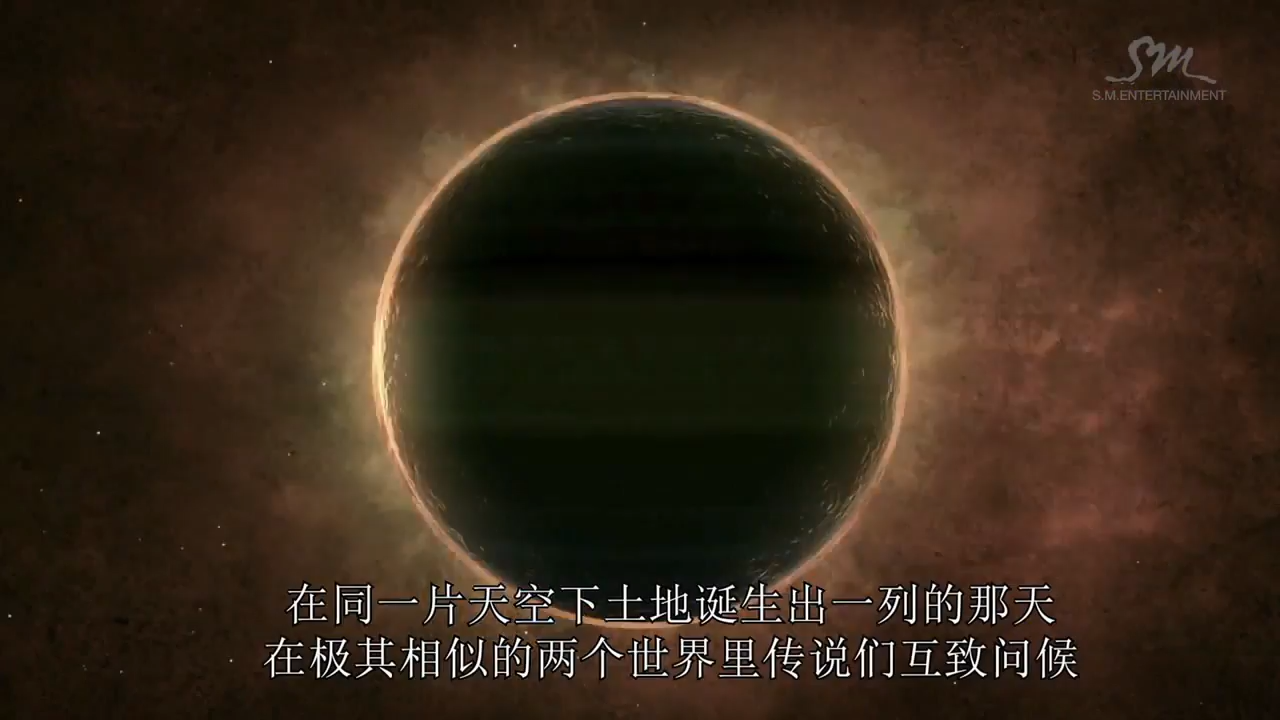 SM
S.M.ENTERTAINMENT
在同一片天空下土地诞生出一列的那天
在极其相似的两个世界里传说们互致问候